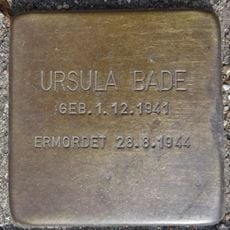 URSULA BADE
GEB. 1. 12. 1941
ERMORDET 28. 8. 1944